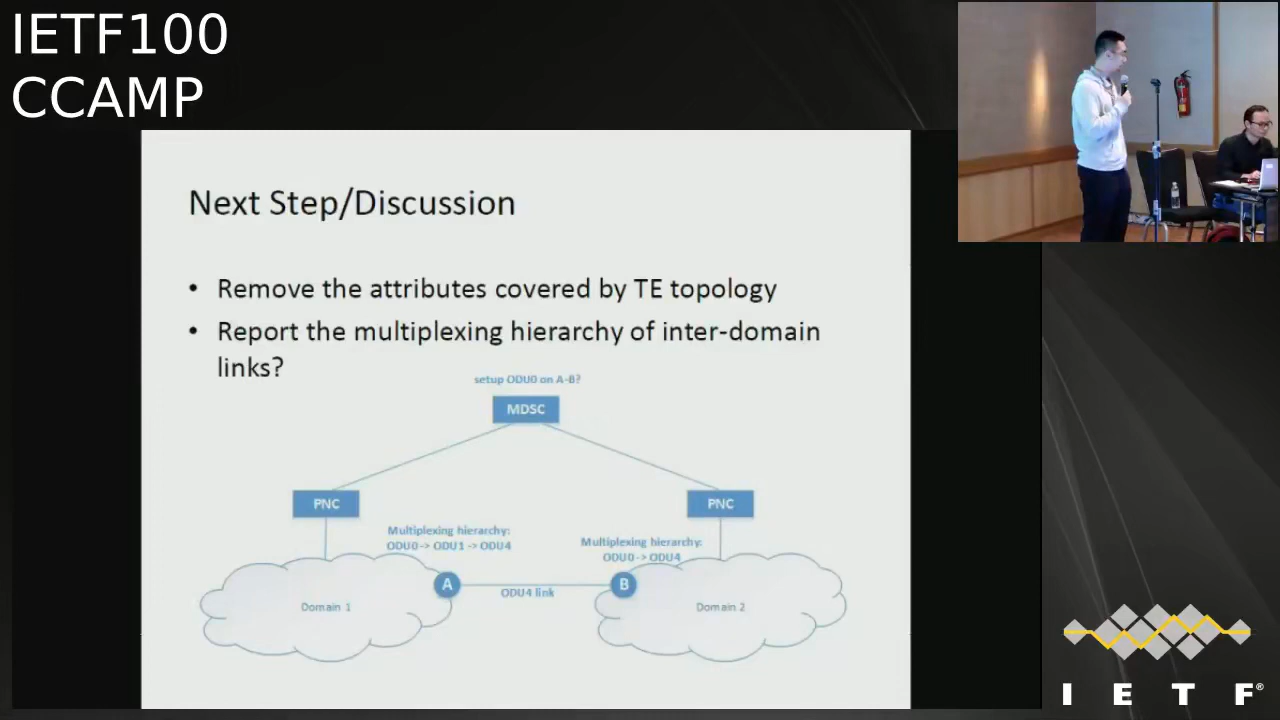 IETF100
CCAMP
Next Step/Discussion
• Remove the attributes covered by TE topology
• Report the multiplexing hierarchy of inter-domain
links?
setup ODU0 on A-B?
MDSC
PNC
PNC
Multiplexing hierarchy:
ODU0-> ODU1 -> ODU4
Multiplexing hierarchy:
ODU0 -> ODU4
A
B
ODU4 link
Domain 1
Domain 2
I E T F®